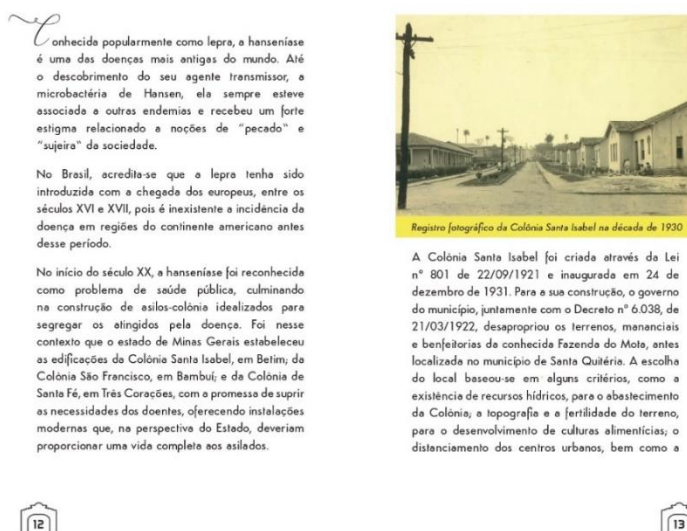 Conhecida popularmente como lepra, a hanseníase
é uma das doenças mais antigas do mundo. Até
o descobrimento do seu agente transmissor, a
microbactéria de Hansen, ela sempre esteve
associada a outras endemias e recebeu um forte
estigma relacionado a noções de “pecado“ e
“sujeira“ da sociedade.
No Brasil, acredita-se que a lepra tenha sido
introduzida com a chegada dos europeus, entre os
séculos XVI e XVII, pois é inexistente a incidência da
doença em regiões do continente americano antes
desse período.
No início do século XX, a hanseníase foi reconhecida
como problema de saúde pública, culminando
na construção de asilos-colônia idealizados para
segregar os atingidos pela doença. Foi nesse
contexto que o estado de Minas Gerais estabeleceu
as edificações da Colônia Santa Isabel, em Betim; da
Colônia São Francisco, em Bambuí; e da Colônia de
Santa Fé, em Três Corações, com a promessa de suprir
as necessidades dos doentes, oferecendo instalações
modernas que, na perspectiva do Estado, deveriam
proporcionar uma vida completa aos asilados.
12
Registro fotográfico da Colônia Santa Isabel na década de 1930
A Colônia Santa Isabel foi criada através da Lei
n° 801 de 22/09/1921 e inaugurada em 24 de
dezembro de 1931. Para a sua construção, o governo
do município, juntamente com o Decreto n° 6.038, de
21/03/1922, desapropriou os terrenos, mananciais
e benfeitorias da conhecida Fazenda do Mota, antes
localizada no município de Santa Quitéria. A escolha
do local baseou-se em alguns critérios, como a
existência de recursos hídricos, para o abastecimento
da Colônia; a topografia e a fertilidade do terreno,
para o desenvolvimento de culturas alimentícias; o
distanciamento dos centros urbanos, bem como a
13